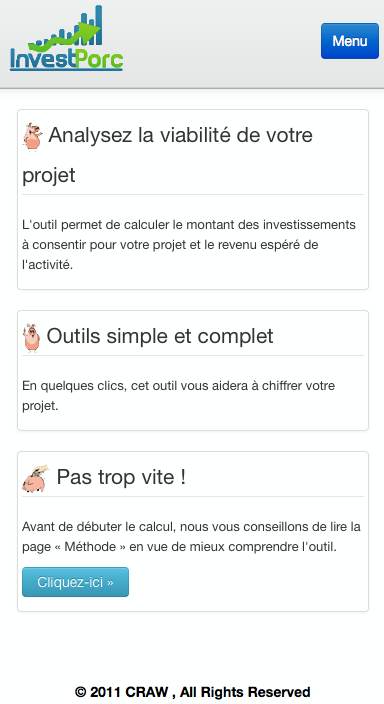 InvestPorc
Menu
Analysez la viabilité de votre
projet
L'outil permet de calculer le montant des investissements
à consentir pour votre projet et le revenu espéré de
l'activité.
Outils simple et complet
En quelques clics, cet outil vous aidera à chiffrer votre
projet.
Pas trop vite !
Avant de débuter le calcul, nous vous conseillons de lire la
page « Méthode » en vue de mieux comprendre l'outil.
Cliquez-ici »
© 2011 CRAW , All Rights Reserved